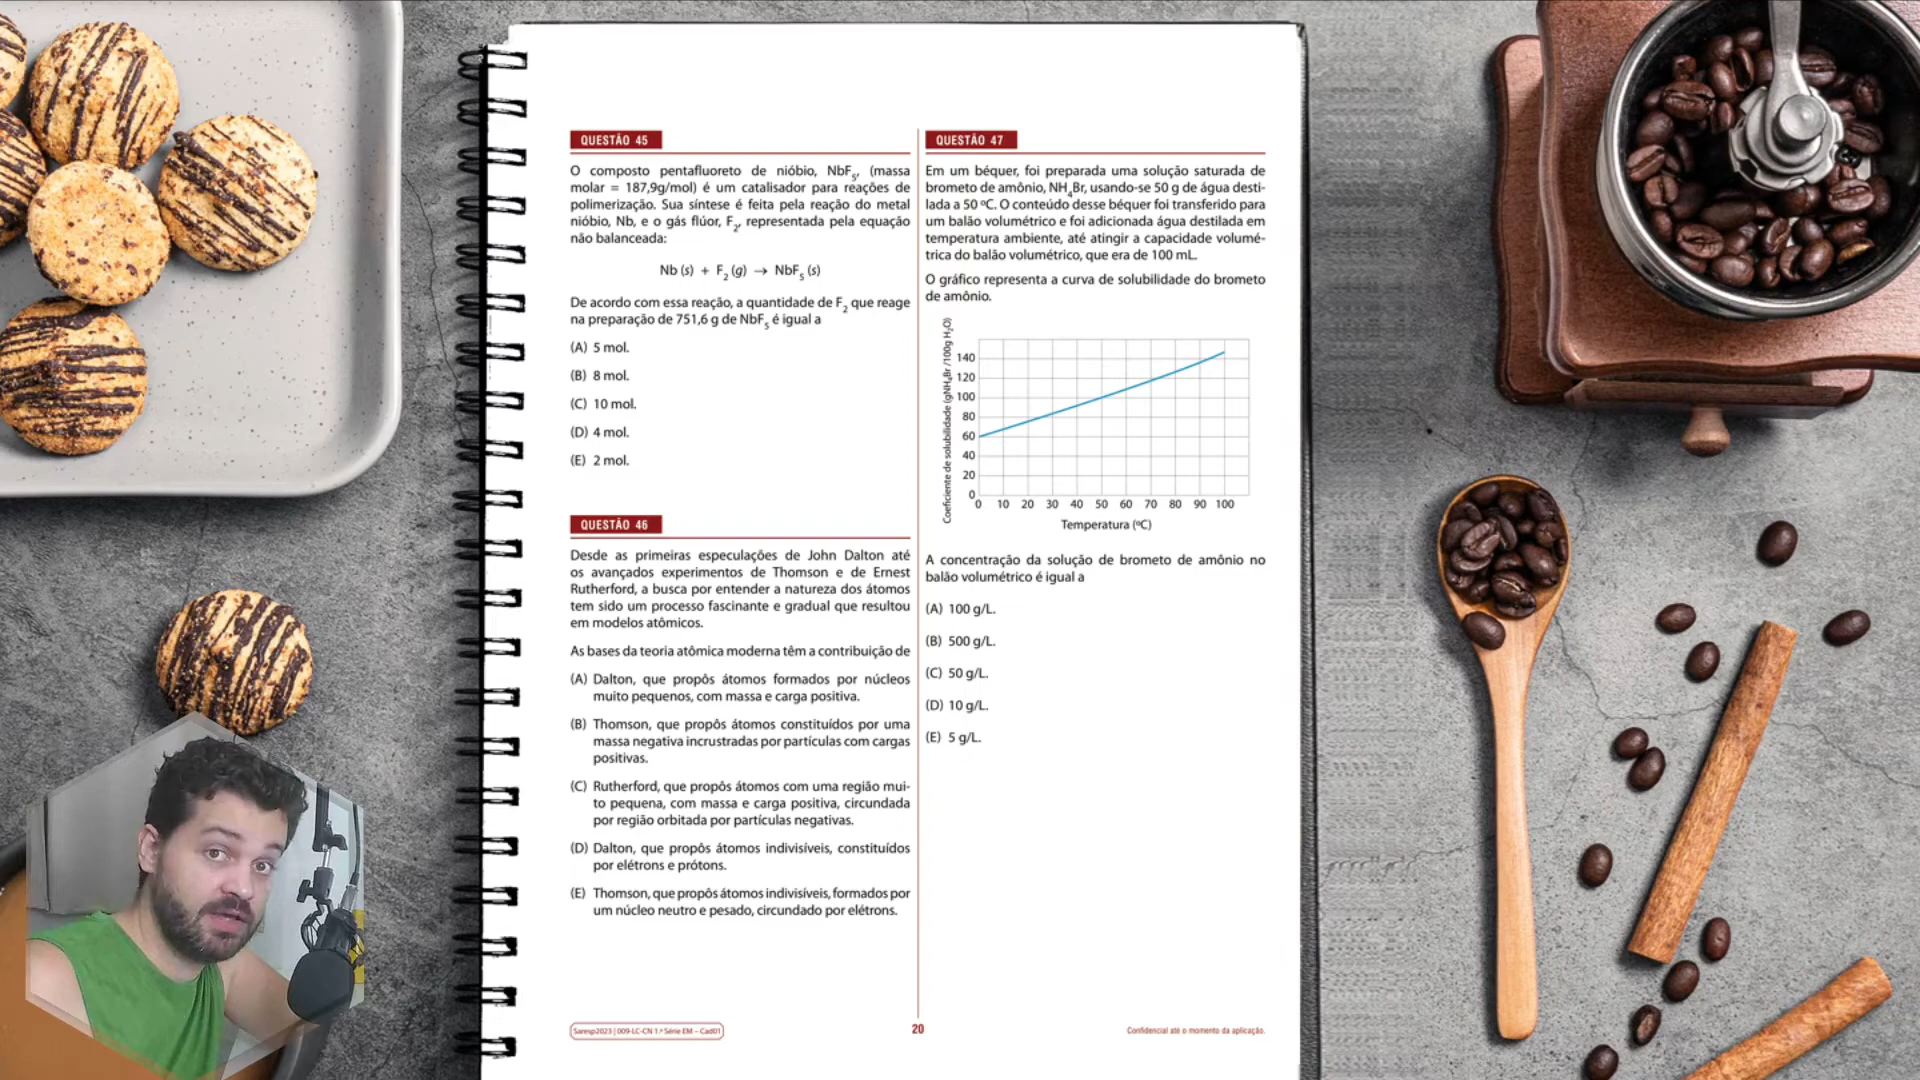 QUESTÃO 45
O composto pentafluoreto de nióbio, NbF5, (massa
molar = 187,9g/mol) é um catalisador para reações de
polimerização. Sua síntese é feita pela reação do metal
nióbio, Nb, e o gás flúor, F2, representada pela equação
não balanceada:
Nb (s) + F2 (g) → NbF5 (s)
De acordo com essa reação, a quantidade de F2 que reage
na preparação de 751,6 g de NbF5 é igual a
(A) 5 mol.
(B) 8 mol.
(C) 10 mol.
(D) 4 mol.
(E) 2 mol.
QUESTÃO 46
Desde as primeiras especulações de John Dalton até
os avançados experimentos de Thomson e de Ernest
Rutherford, a busca por entender a natureza dos átomos
tem sido um processo fascinante e gradual que resultou
em modelos atômicos.
As bases da teoria atômica moderna têm a contribuição de
(A) Dalton, que propôs átomos formados por núcleos
muito pequenos, com massa e carga positiva.
(B) Thomson, que propôs átomos constituídos por uma
massa negativa incrustradas por partículas com cargas
positivas.
(C) Rutherford, que propôs átomos com uma região mui-
to pequena, com massa e carga positiva, circundada
por região orbitada por partículas negativas.
(D) Dalton, que propôs átomos indivisíveis, constituídos
por elétrons e prótons.
(E) Thomson, que propôs átomos indivisíveis, formados por
um núcleo neutro e pesado, circundado por elétrons.
QUESTÃO 47
Em um béquer, foi preparada uma solução saturada de
brometo de amônio, NH4Br, usando-se 50 g de água desti-
lada a 50 ºC. O conteúdo desse béquer foi transferido para
um balão volumétrico e foi adicionada água destilada em
temperatura ambiente, até atingir a capacidade volumé-
trica do balão volumétrico, que era de 100 mL.
O gráfico representa a curva de solubilidade do brometo
de amônio.
Coeficiente de solubilidade (gNH4Br /100g H2O)
140
120
100
80
60
40
20
0
0 10 20 30 40 50 60 70 80 90 100
Temperatura (ºC)
A concentração da solução de brometo de amônio no
balão volumétrico é igual a
(A) 100 g/L.
(B) 500 g/L.
(C) 50 g/L.
(D) 10 g/L.
(E) 5 g/L.
Saresp2023 | 009-LC-CN 1.ª Série EM – Cad01
20
Confidencial até o momento da aplicação.